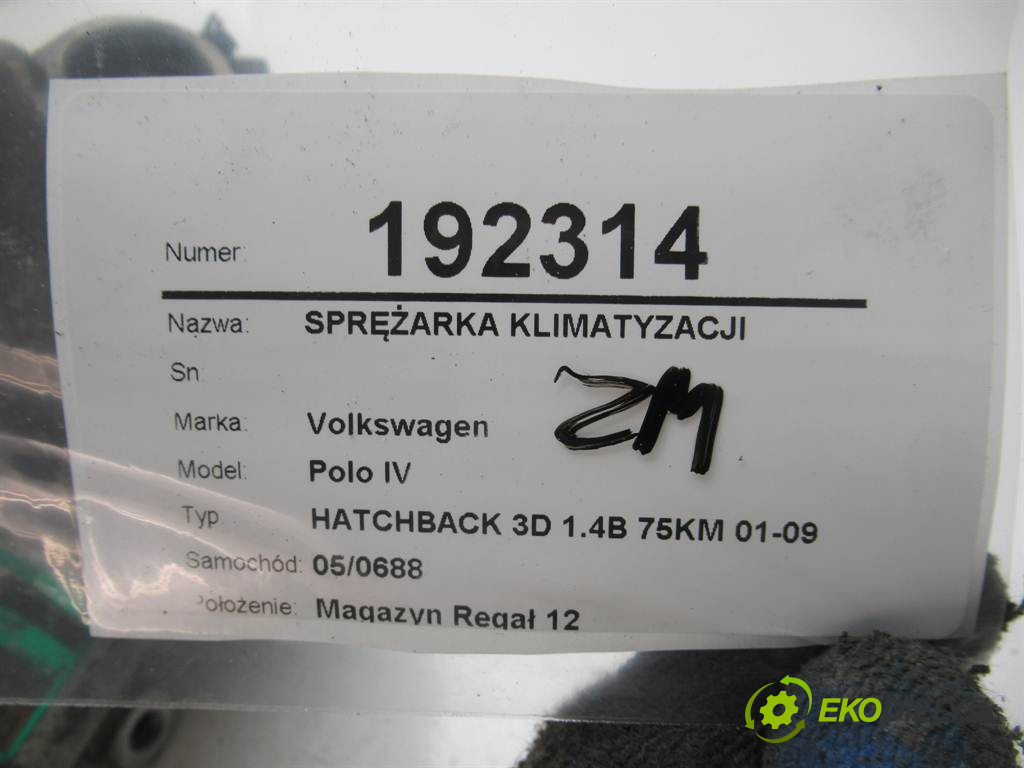 Numer: 192314
Nazwa: SPRĘŻARKA KLIMATYZACJI
Sn
ZM
Marka: Volkswagen
Model: Polo IV
Typ HATCHBACK 3D 1.4B 75KM 01-09
Samochód: 05/0688
Położenie: Magazyn Regał 12
EKO